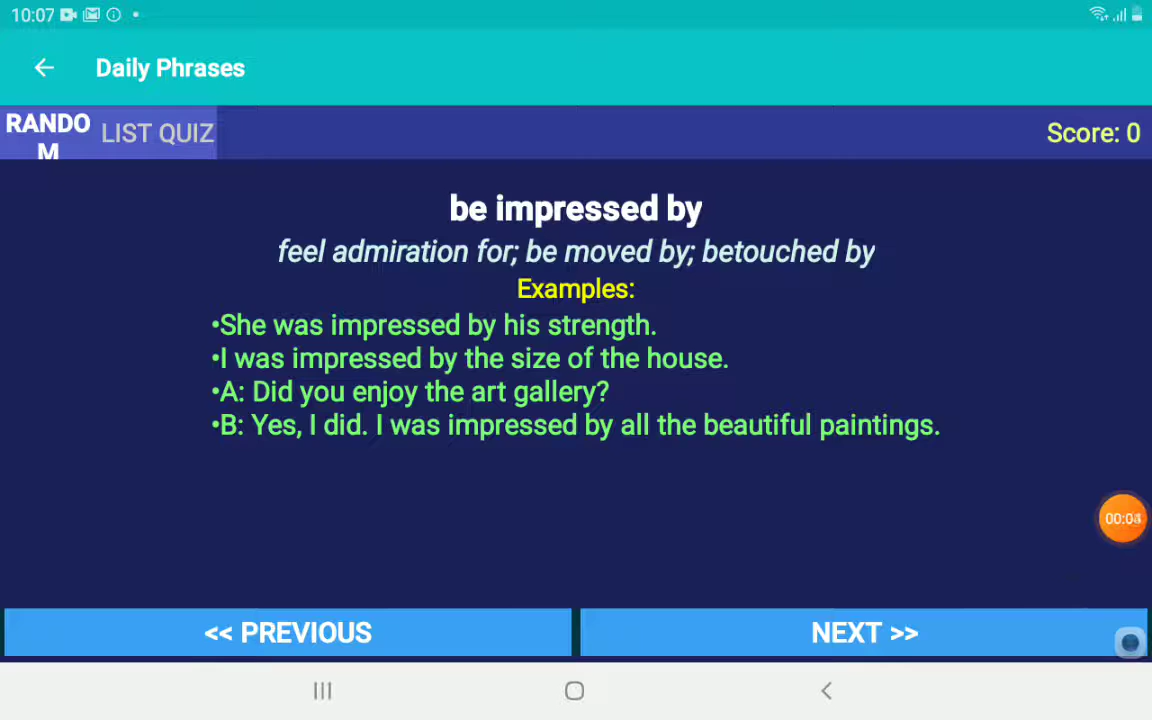 10:07
Daily Phrases
RANDO
M
LIST QUIZ
Score: 0
be impressed by
feel admiration for; be moved by; betouched by
Examples:
•She was impressed by his strength.
•I was impressed by the size of the house.
•A: Did you enjoy the art gallery?
•B: Yes, I did. I was impressed by all the beautiful paintings.
<< PREVIOUS
NEXT >>